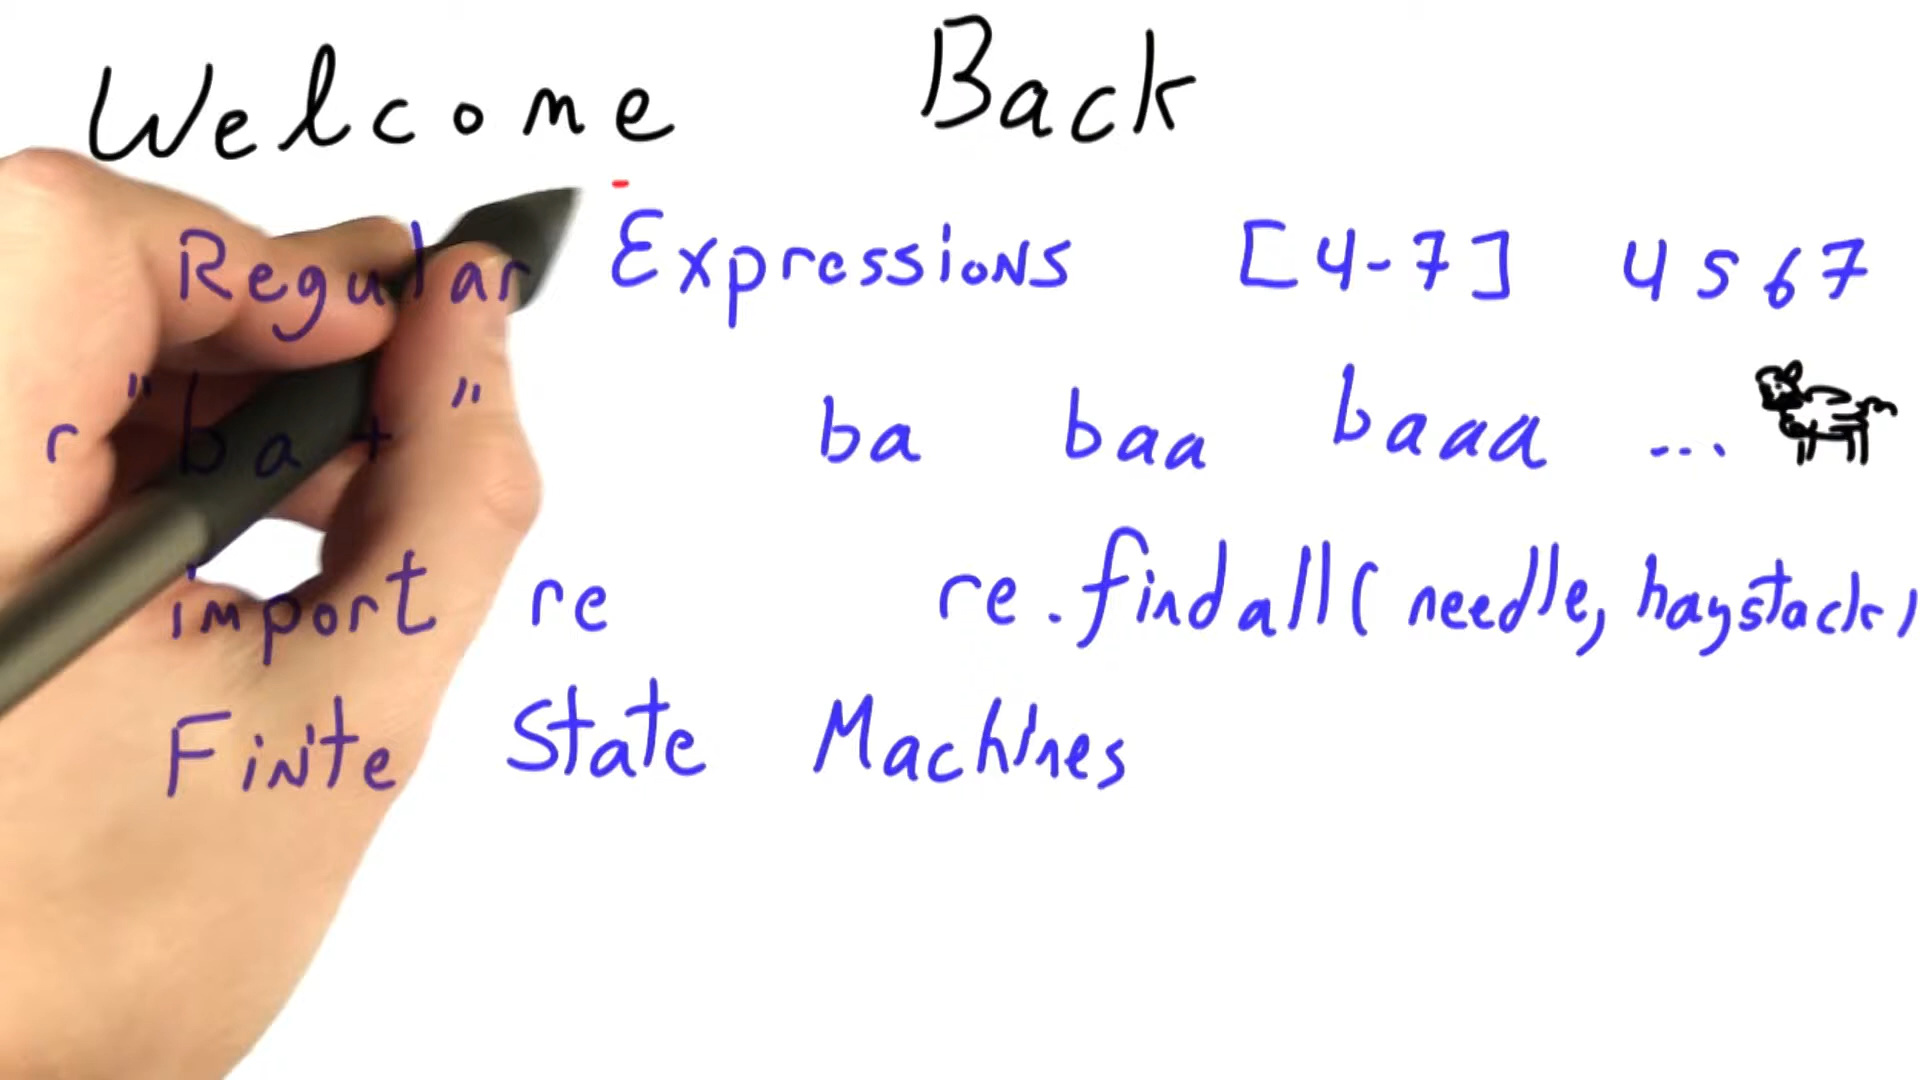 Welcome Back
Regular Expressions [4-7] 4 5 6 7
r"ba+" ba baa baaa ...
import re re.findall(needle, haystack)
Finite State Machines